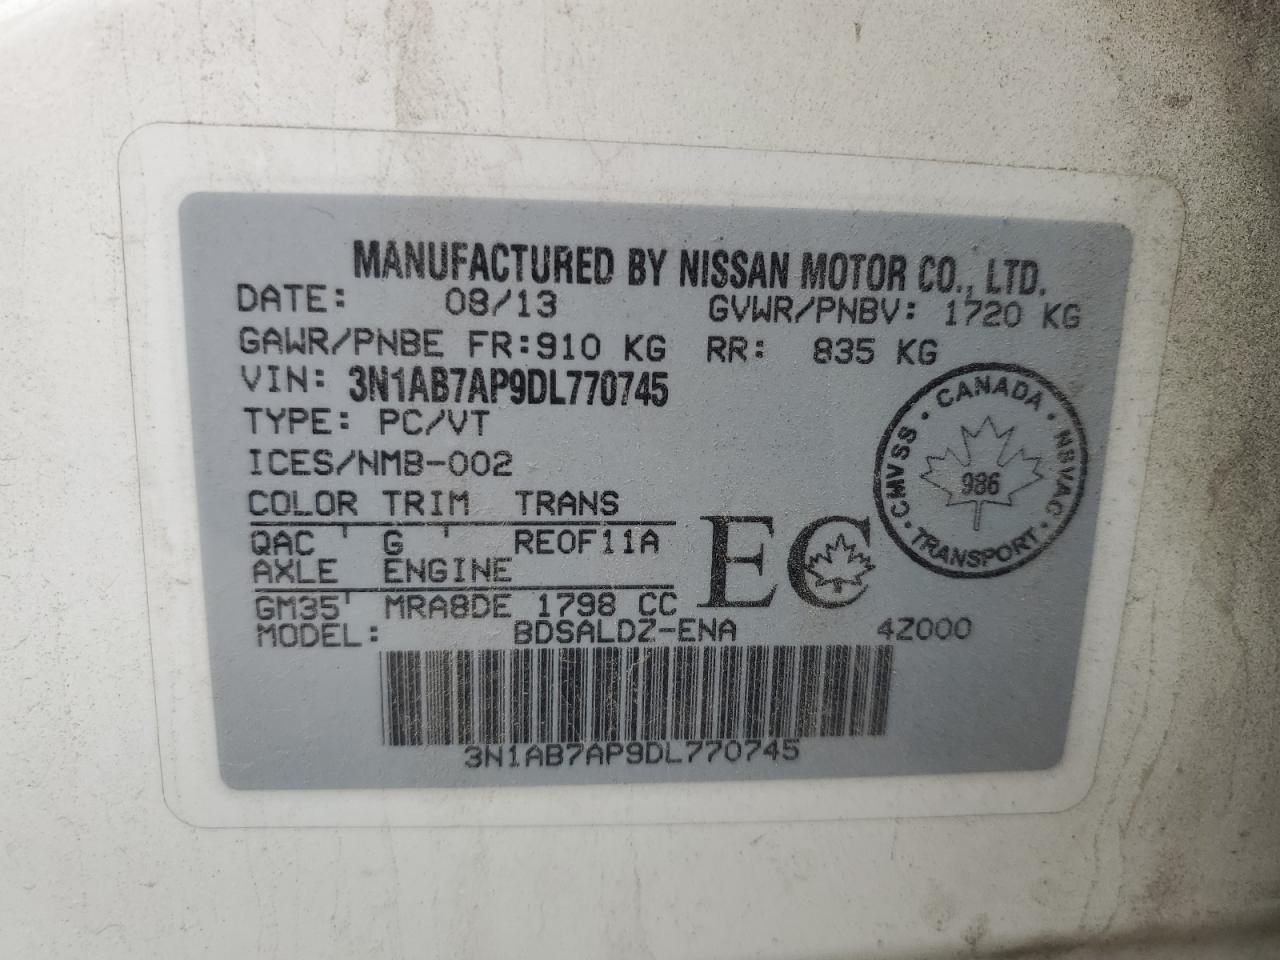 MANUFACTURED BY NISSAN MOTOR CO., LTD.
DATE: 08/13 GVWR/PNBV: 1720 KG
GAWR/PNBE FR:910 KG RR: 835 KG
VIN: 3N1AB7AP9DL770745
TYPE: PC/VT
ICES/NMB-002
COLOR TRIM TRANS
QAC ' G ' RE0F11A
AXLE ENGINE
GM35' MRA8DE 1798 CC
MODEL: BDSALDZ-ENA 4Z000
3N1AB7AP9DL770745
EC
CMVSS · CANADA · NSVAC · TRANSPORT ·
986